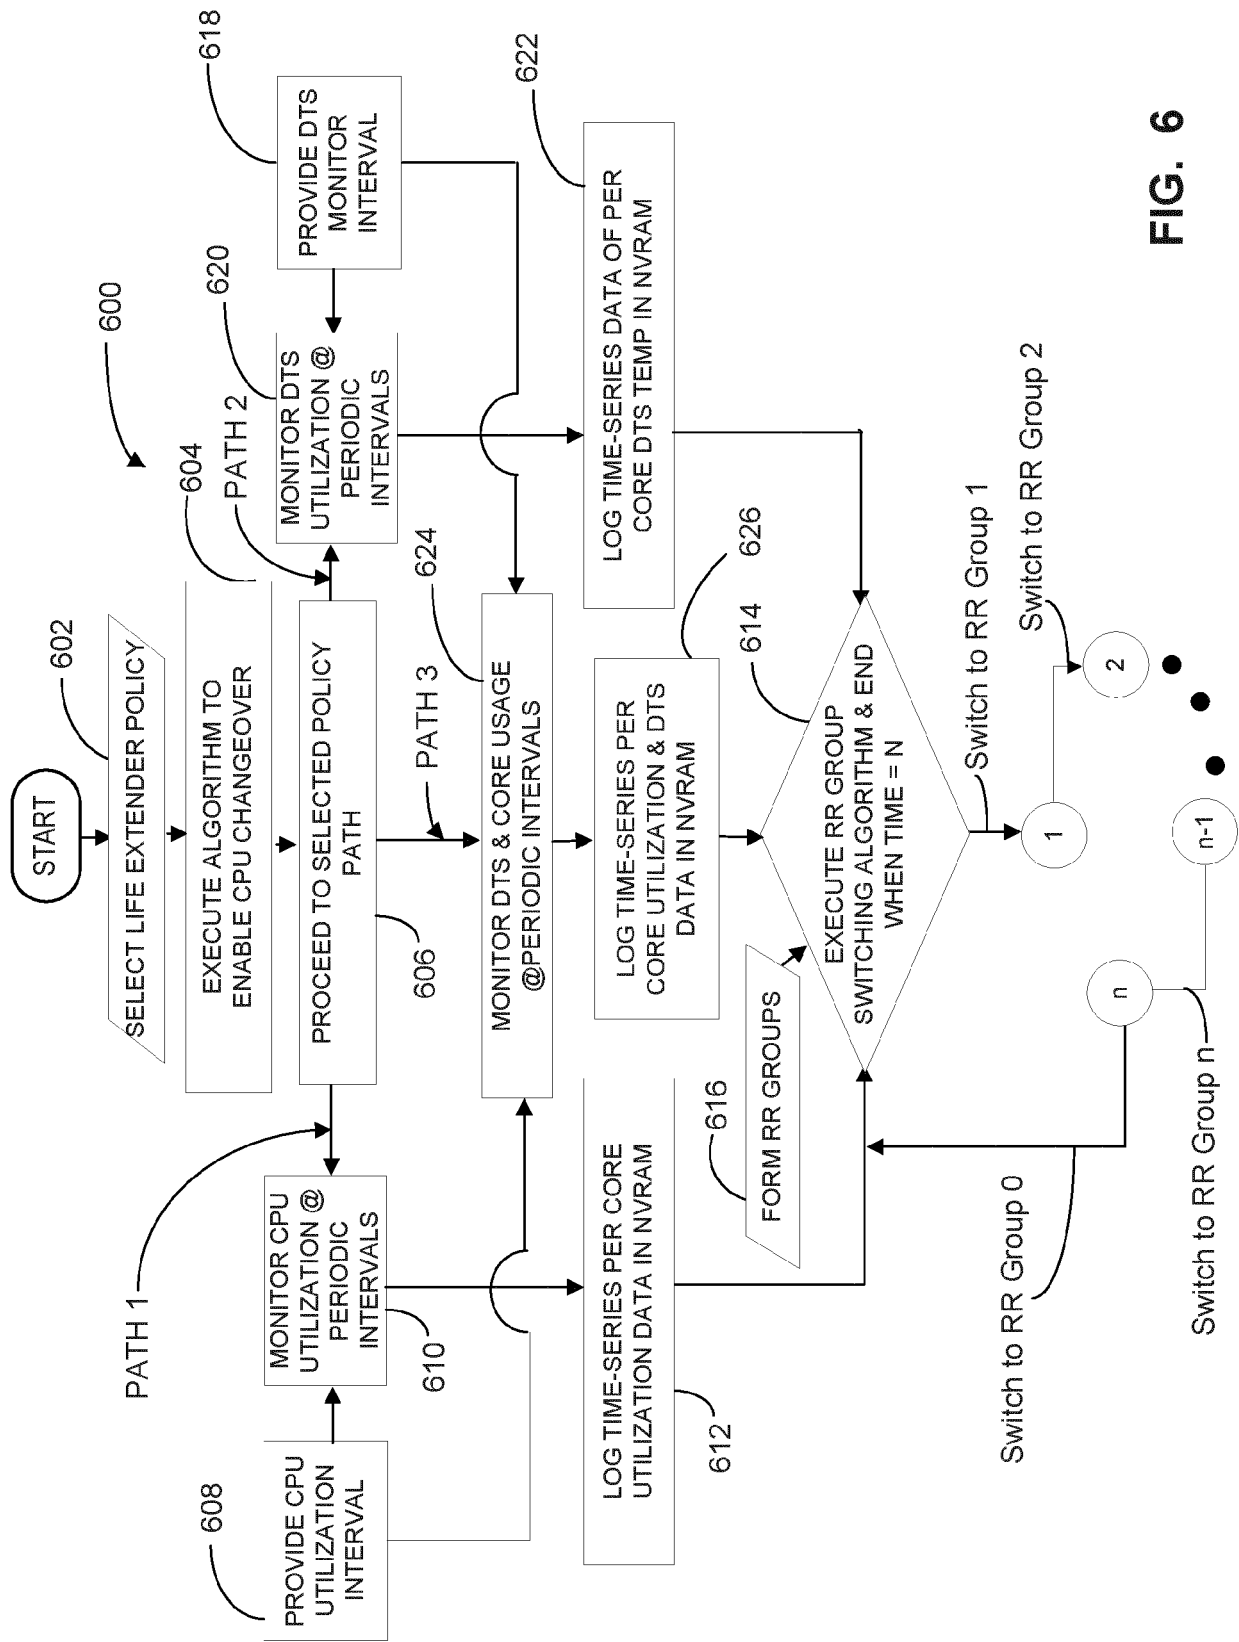 600
START
602
SELECT LIFE EXTENDER POLICY
604
EXECUTE ALGORITHM TO
ENABLE CPU CHANGEOVER
PROCEED TO SELECTED POLICY
PATH
606
PATH 1
PATH 2
PATH 3
608
PROVIDE CPU
UTILIZATION
INTERVAL
MONITOR CPU
UTILIZATION @
PERIODIC
INTERVALS
610
620
MONITOR DTS
UTILIZATION @
PERIODIC
INTERVALS
618
PROVIDE DTS
MONITOR
INTERVAL
624
MONITOR DTS & CORE USAGE
@PERIODIC INTERVALS
LOG TIME-SERIES PER CORE
UTILIZATION DATA IN NVRAM
612
LOG TIME-SERIES PER
CORE UTILIZATION & DTS
DATA IN NVRAM
626
622
LOG TIME-SERIES DATA OF PER
CORE DTS TEMP IN NVRAM
616
FORM RR GROUPS
614
EXECUTE RR GROUP
SWITCHING ALGORITHM & END
WHEN TIME = N
Switch to RR Group 0
Switch to RR Group 1
Switch to RR Group 2
1
2
n
n-1
Switch to RR Group n
FIG. 6